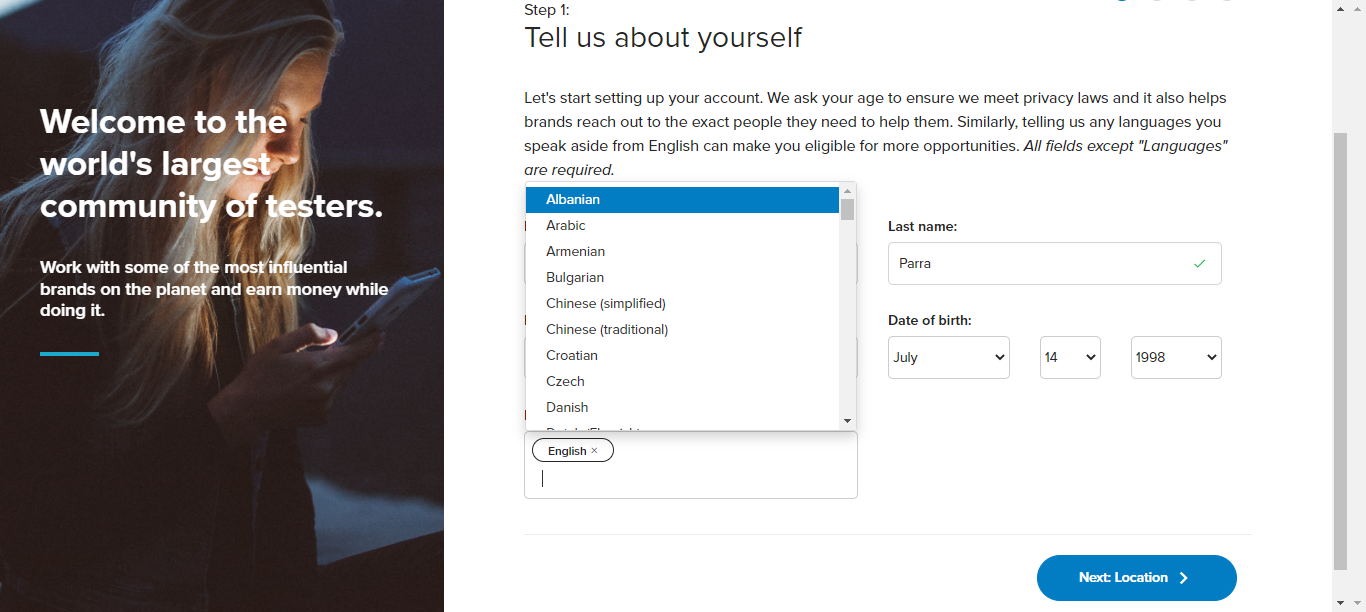 Welcome to the
world's largest
community of testers.
Work with some of the most influential
brands on the planet and earn money while
doing it.
Step 1:
Tell us about yourself
Let's start setting up your account. We ask your age to ensure we meet privacy laws and it also helps
brands reach out to the exact people they need to help them. Similarly, telling us any languages you
speak aside from English can make you eligible for more opportunities. All fields except "Languages"
are required.
Albanian
Arabic
Armenian
Bulgarian
Chinese (simplified)
Chinese (traditional)
Croatian
Czech
Danish
Last name:
Parra
Date of birth:
July 14 1998
English ×
Next: Location